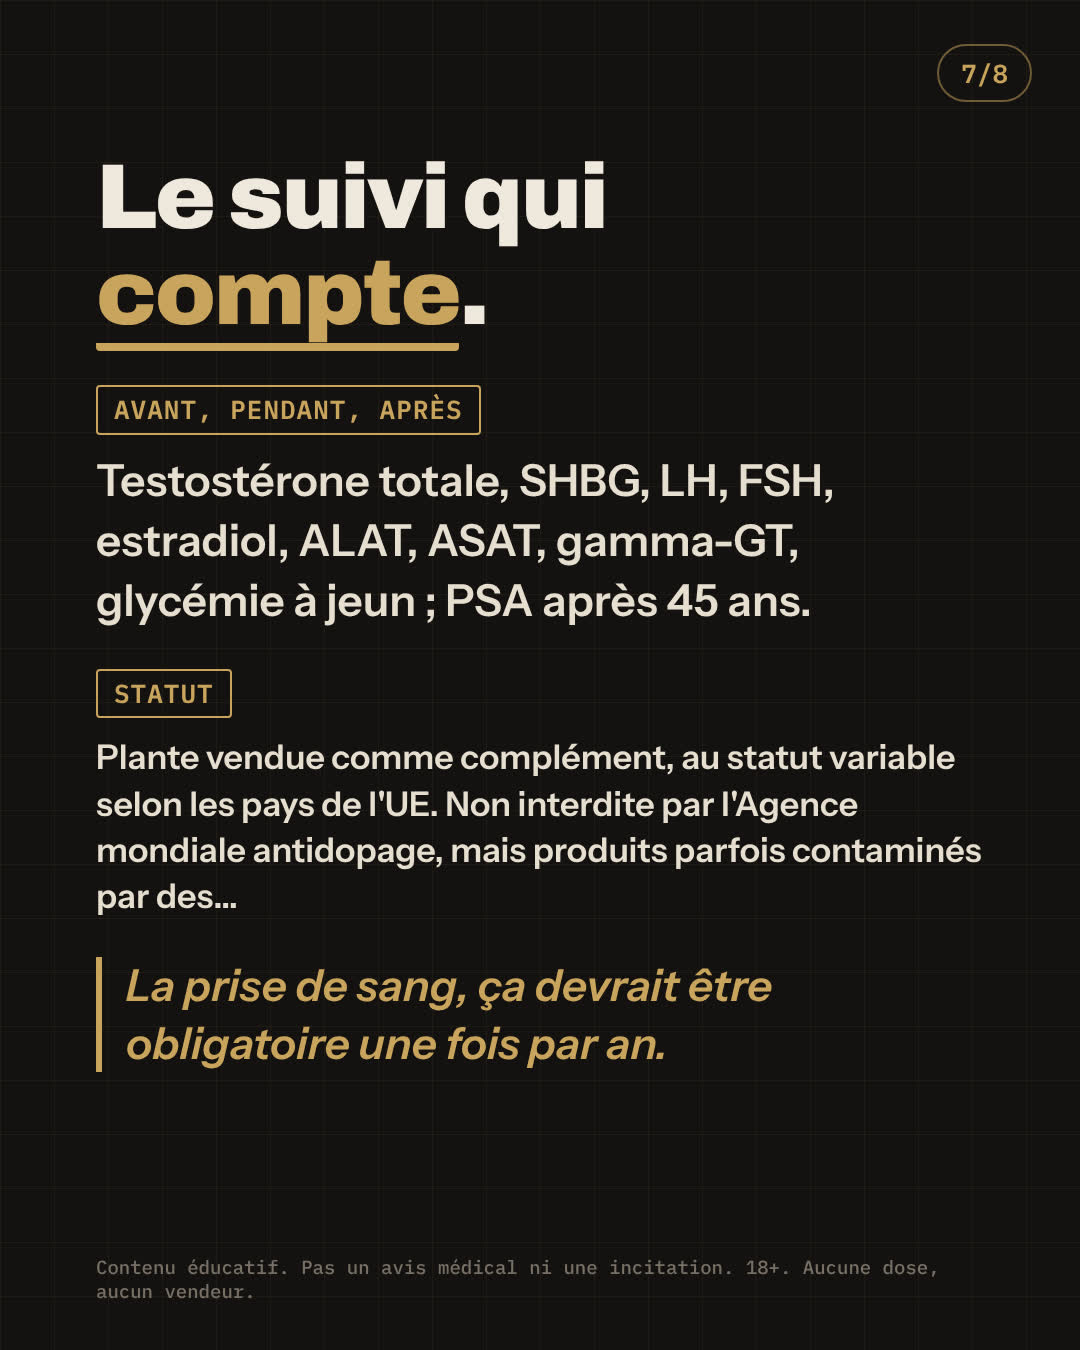 7/8
Le suivi qui
compte.
AVANT, PENDANT, APRÈS
Testostérone totale, SHBG, LH, FSH,
estradiol, ALAT, ASAT, gamma-GT,
glycémie à jeun ; PSA après 45 ans.
STATUT
Plante vendue comme complément, au statut variable
selon les pays de l'UE. Non interdite par l'Agence
mondiale antidopage, mais produits parfois contaminés
par des...
La prise de sang, ça devrait être
obligatoire une fois par an.
Contenu éducatif. Pas un avis médical ni une incitation. 18+. Aucune dose,
aucun vendeur.